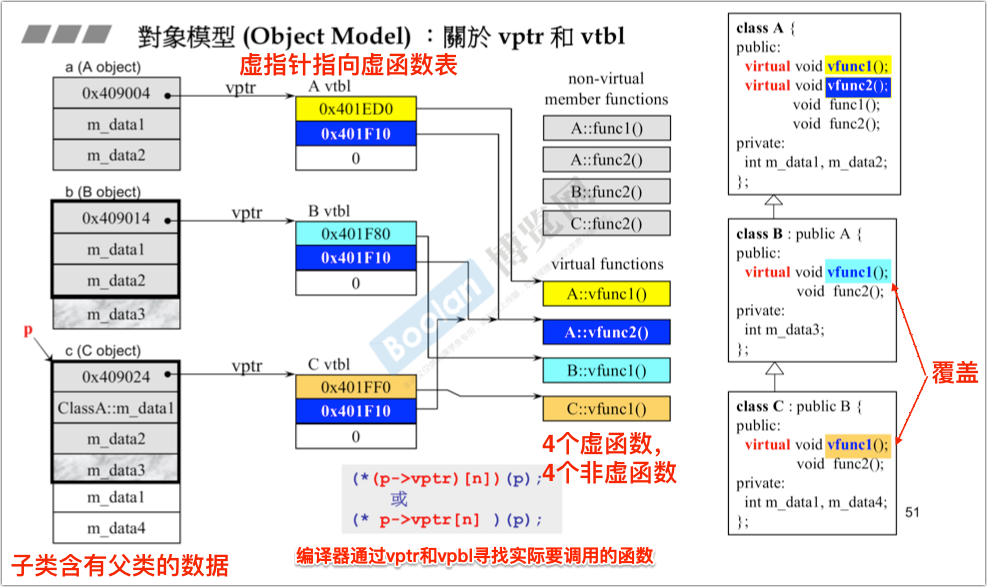 對象模型 (Object Model) ：關於 vptr 和 vtbl
虚指针指向虚函数表
a (A object)
0x409004
m_data1
m_data2
vptr
A vtbl
0x401ED0
0x401F10
0
b (B object)
0x409014
m_data1
m_data2
m_data3
vptr
B vtbl
0x401F80
0x401F10
0
p
c (C object)
0x409024
ClassA::m_data1
m_data2
m_data3
m_data1
m_data4
vptr
C vtbl
0x401FF0
0x401F10
0
子类含有父类的数据
non-virtual
member functions
A::func1()
A::func2()
B::func2()
C::func2()
virtual functions
A::vfunc1()
A::vfunc2()
B::vfunc1()
C::vfunc1()
4个虚函数，
4个非虚函数
(*(p->vptr)[n])(p);
或
(* p->vptr[n] )(p);
编译器通过vptr和vpbl寻找实际要调用的函数
class A {
public:
virtual void vfunc1();
virtual void vfunc2();
void func1();
void func2();
private:
int m_data1, m_data2;
};
class B : public A {
public:
virtual void vfunc1();
void func2();
private:
int m_data3;
};
class C : public B {
public:
virtual void vfunc1();
void func2();
private:
int m_data1, m_data4;
};
覆盖
51
Boolan 博览网